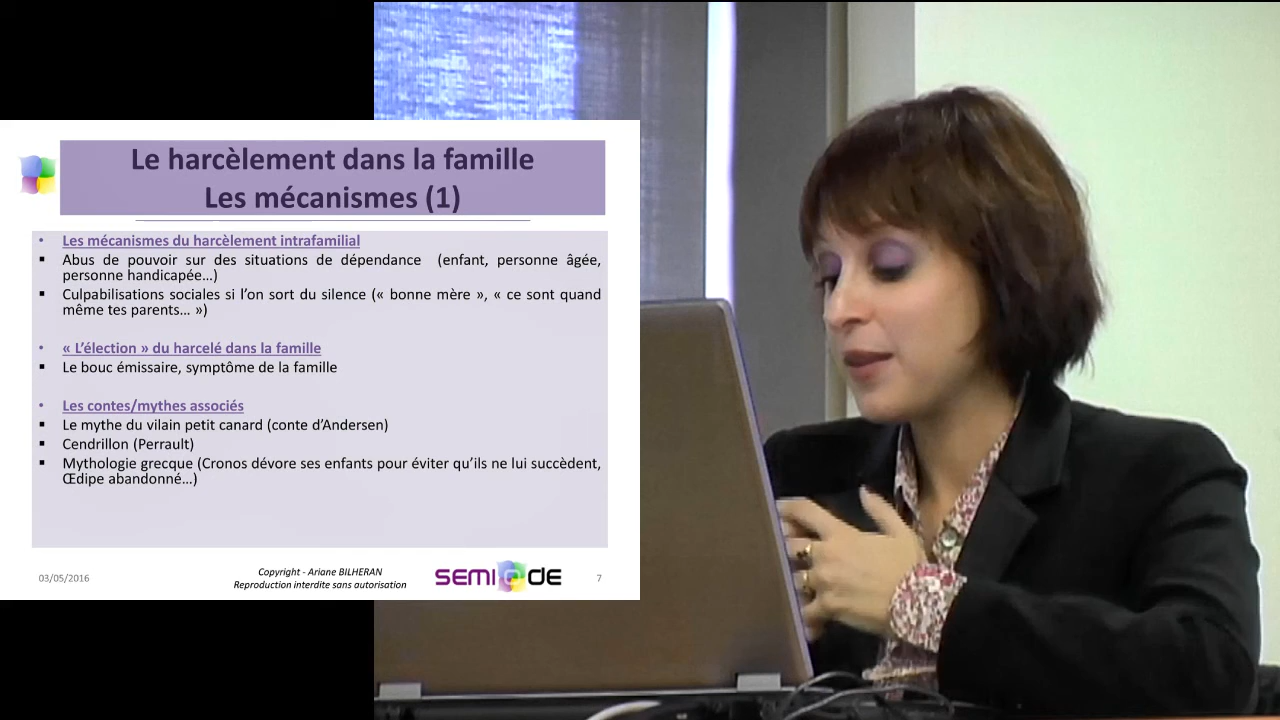 Le harcèlement dans la famille
Les mécanismes (1)
• Les mécanismes du harcèlement intrafamilial
▪ Abus de pouvoir sur des situations de dépendance (enfant, personne âgée,
personne handicapée…)
▪ Culpabilisations sociales si l’on sort du silence (« bonne mère », « ce sont quand
même tes parents… »)
• « L’élection » du harcelé dans la famille
▪ Le bouc émissaire, symptôme de la famille
• Les contes/mythes associés
▪ Le mythe du vilain petit canard (conte d’Andersen)
▪ Cendrillon (Perrault)
▪ Mythologie grecque (Cronos dévore ses enfants pour éviter qu’ils ne lui succèdent,
Œdipe abandonné…)
03/05/2016
Copyright - Ariane BILHERAN
Reproduction interdite sans autorisation
SEMIODE
7